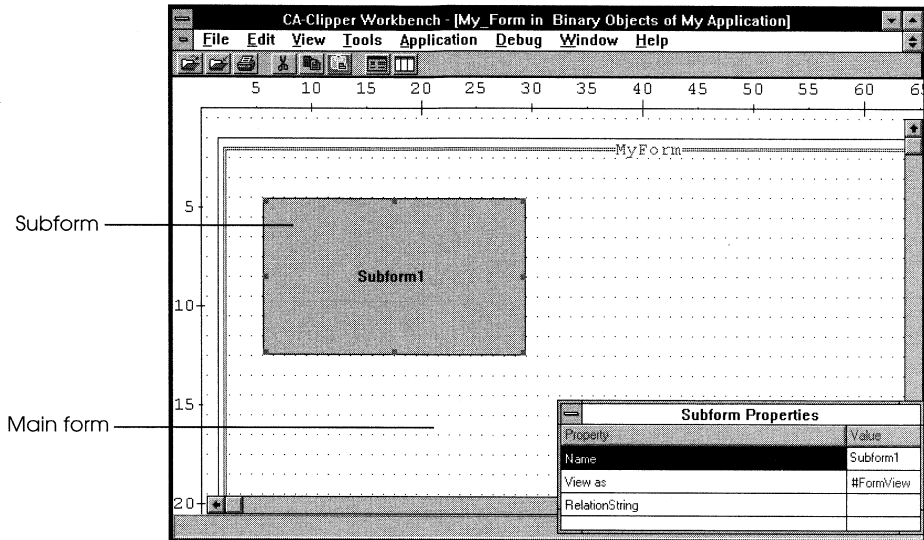 CA-Clipper Workbench - [My_Form in Binary Objects of My Application]
File Edit View Tools Application Debug Window Help
5 10 15 20 25 30 35 40 45 50 55 60 65
MyForm
5
Subform
Subform1
10
15
Main form
Subform Properties
Property Value
Name Subform1
View as #FormView
RelationString
20